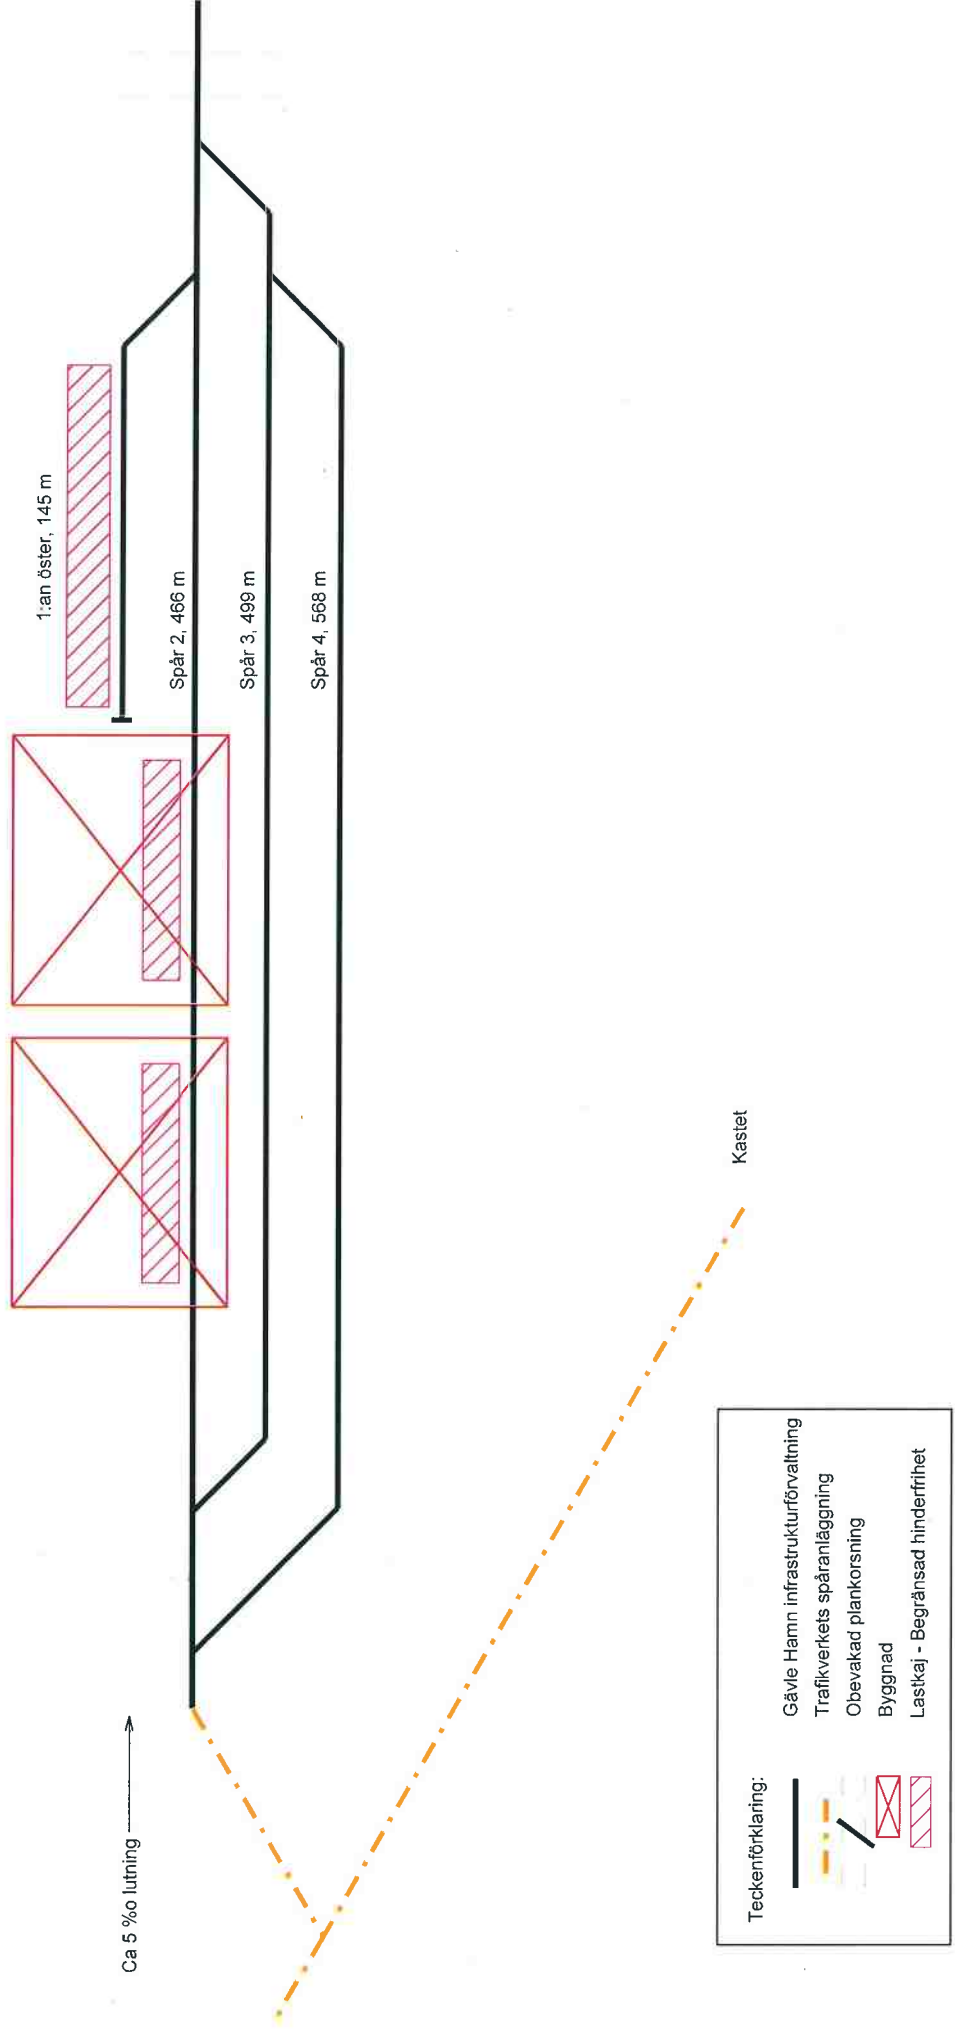 1:an öster, 145 m
Spår 2, 466 m
Spår 3, 499 m
Spår 4, 568 m
Ca 5 ‰ lutning
Kastet
Teckenförklaring:
Gävle Hamn infrastrukturförvaltning
Trafikverkets spåranläggning
Obevakad plankorsning
Byggnad
Lastkaj - Begränsad hinderfrihet